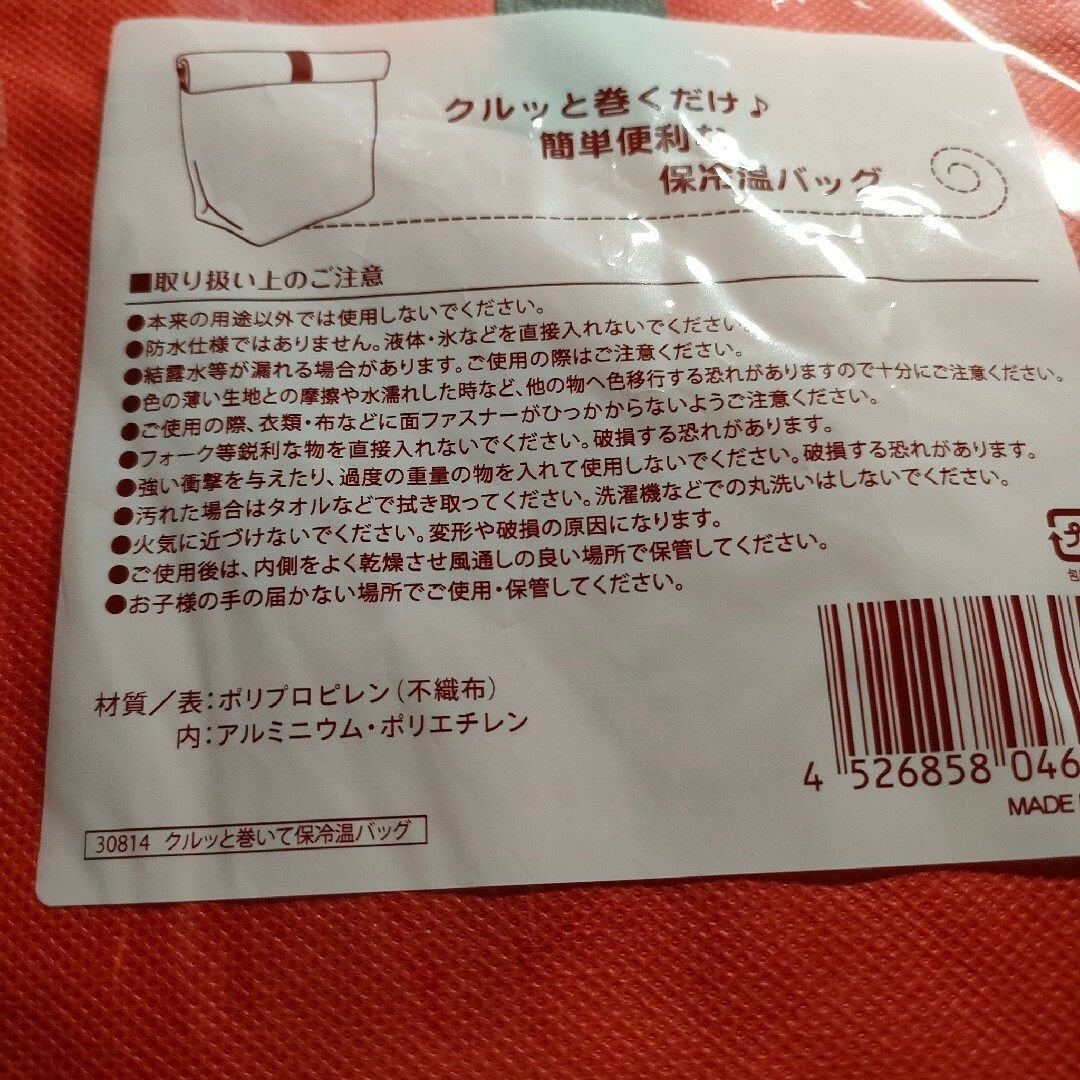 クルッと巻くだけ♪
簡単便利な
保冷温バッグ
■取り扱い上のご注意
●本来の用途以外では使用しないでください。
●防水仕様ではありません。液体・氷などを直接入れないでください。
●結露水等が漏れる場合があります。ご使用の際はご注意ください。
●色の薄い生地との摩擦や水濡れした時など、他の物へ色移行する恐れがありますので十分にご注意ください。
●ご使用の際、衣類・布などに面ファスナーがひっかからないようご注意ください。
●フォーク等鋭利な物を直接入れないでください。破損する恐れがあります。
●強い衝撃を与えたり、過度の重量の物を入れて使用しないでください。破損する恐れがあります。
●汚れた場合はタオルなどで拭き取ってください。洗濯機などでの丸洗いはしないでください。
●火気に近づけないでください。変形や破損の原因になります。
●ご使用後は、内側をよく乾燥させ風通しの良い場所で保管してください。
●お子様の手の届かない場所でご使用・保管してください。
プ
材質/表:ポリプロピレン(不織布)
内:アルミニウム・ポリエチレン
4 526858 046
MADE
30814 クルッと巻いて保冷温バッグ